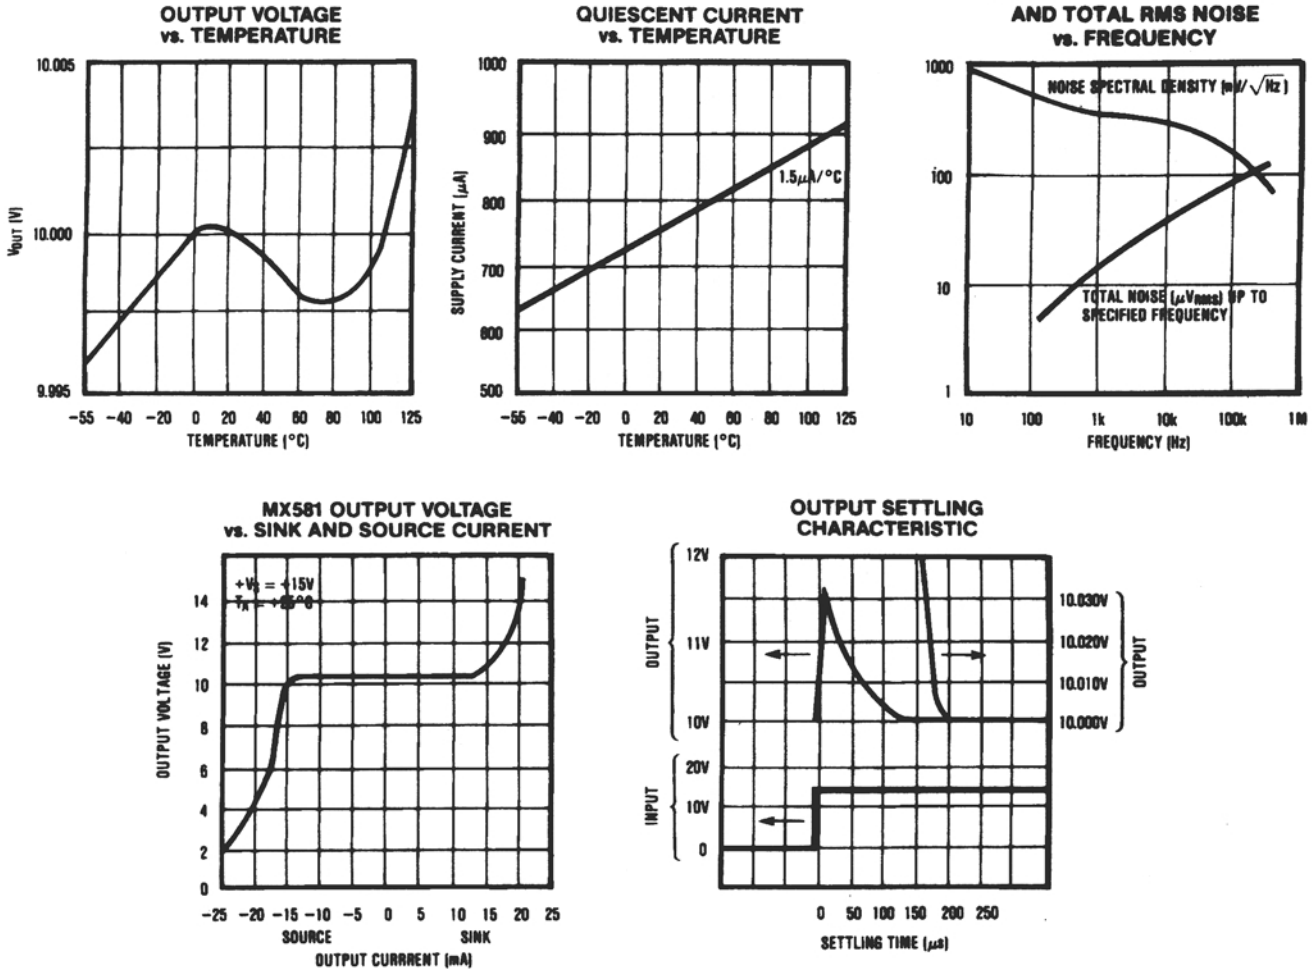 OUTPUT VOLTAGE
vs. TEMPERATURE
10.005
10.000
9.995
VOUT (V)
-55 -40 -20 0 20 40 60 80 100 125
TEMPERATURE (°C)
QUIESCENT CURRENT
vs. TEMPERATURE
1000
900
800
700
600
500
SUPPLY CURRENT (μA)
1.5μA/°C
-55 -40 -20 0 20 40 60 80 100 125
TEMPERATURE (°C)
AND TOTAL RMS NOISE
vs. FREQUENCY
1000
100
10
1
NOISE SPECTRAL DENSITY (nV/√Hz)
TOTAL NOISE (μVRMS) UP TO
SPECIFIED FREQUENCY
10 100 1k 10k 100k 1M
FREQUENCY (Hz)
MX581 OUTPUT VOLTAGE
vs. SINK AND SOURCE CURRENT
+VS = +15V
TA = +25°C
14
12
10
8
6
4
2
0
OUTPUT VOLTAGE (V)
-25 -20 -15 -10 -5 0 5 10 15 20 25
SOURCE SINK
OUTPUT CURRRENT (mA)
OUTPUT SETTLING
CHARACTERISTIC
12V
11V
10V
OUTPUT
20V
10V
0
INPUT
10.030V
10.020V
10.010V
10.000V
OUTPUT
0 50 100 150 200 250
SETTLING TIME (μs)